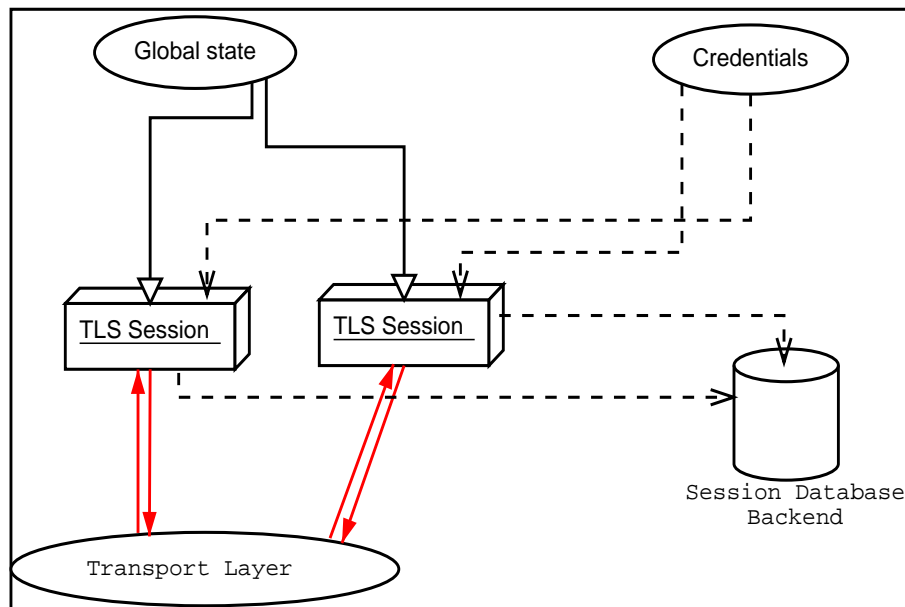 Global state
Credentials
TLS Session
TLS Session
Session Database
Backend
Transport Layer